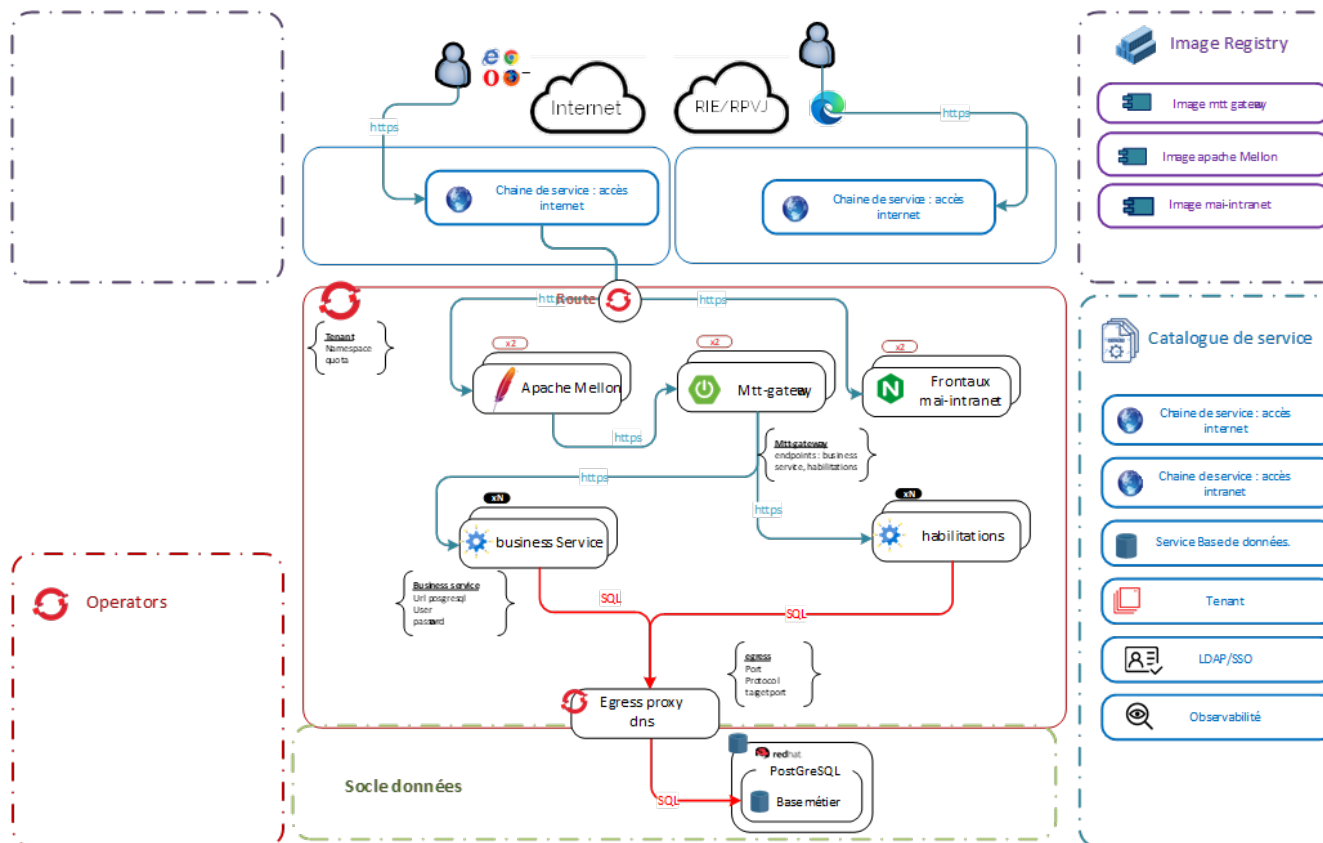 Internet
RIE/RPVJ
https
https
Chaine de service : accès
internet
Chaine de service : accès
internet
Image Registry
Image mtt gateway
Image apache Mellon
Image mai-intranet
Route
https
Tenant
Namespace
quota
x2
Apache Mellon
x2
Mtt-gateway
x2
Frontaux
mai-intranet
https
Mtt gateway
endpoints : business
service, habilitations
https
https
xN
business Service
xN
habilitations
Business service
Url posgresql
User
SQL
SQL
egress
Port
Protocol
target port
Egress proxy
dns
Operators
Socle données
SQL
redhat
PostGreSQL
Base métier
Catalogue de service
Chaine de service : accès
internet
Chaine de service : accès
intranet
Service Base de données.
Tenant
LDAP/SSO
Observabilité